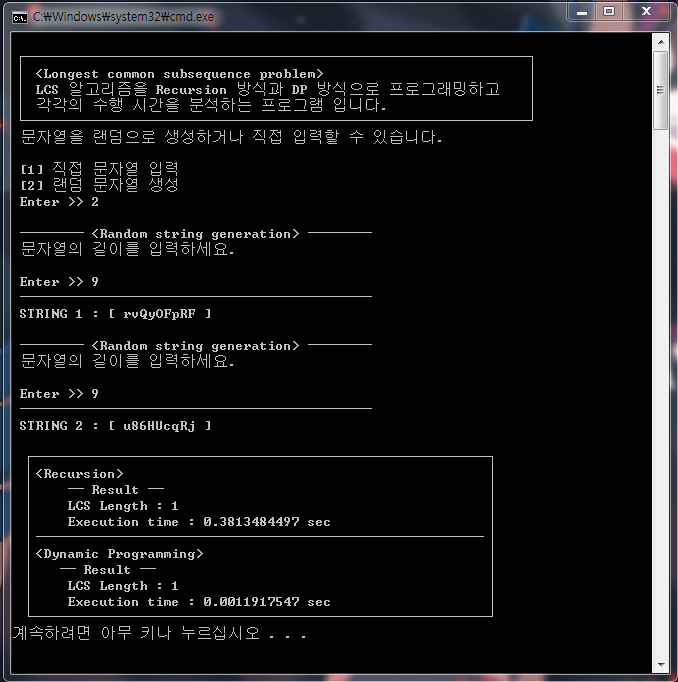 C:₩Windows₩system32₩cmd.exe
<Longest common subsequence problem>
LCS 알고리즘을 Recursion 방식과 DP 방식으로 프로그래밍하고
각각의 수행 시간을 분석하는 프로그램 입니다.
문자열을 랜덤으로 생성하거나 직접 입력할 수 있습니다.
[1] 직접 문자열 입력
[2] 랜덤 문자열 생성
Enter >> 2
<Random string generation>
문자열의 길이를 입력하세요.
Enter >> 9
STRING 1 : [ rvQyOFpRF ]
<Random string generation>
문자열의 길이를 입력하세요.
Enter >> 9
STRING 2 : [ u86HUcqRj ]
<Recursion>
── Result ──
LCS Length : 1
Execution time : 0.3813484497 sec
<Dynamic Programming>
── Result ──
LCS Length : 1
Execution time : 0.0011917547 sec
계속하려면 아무 키나 누르십시오 . . .